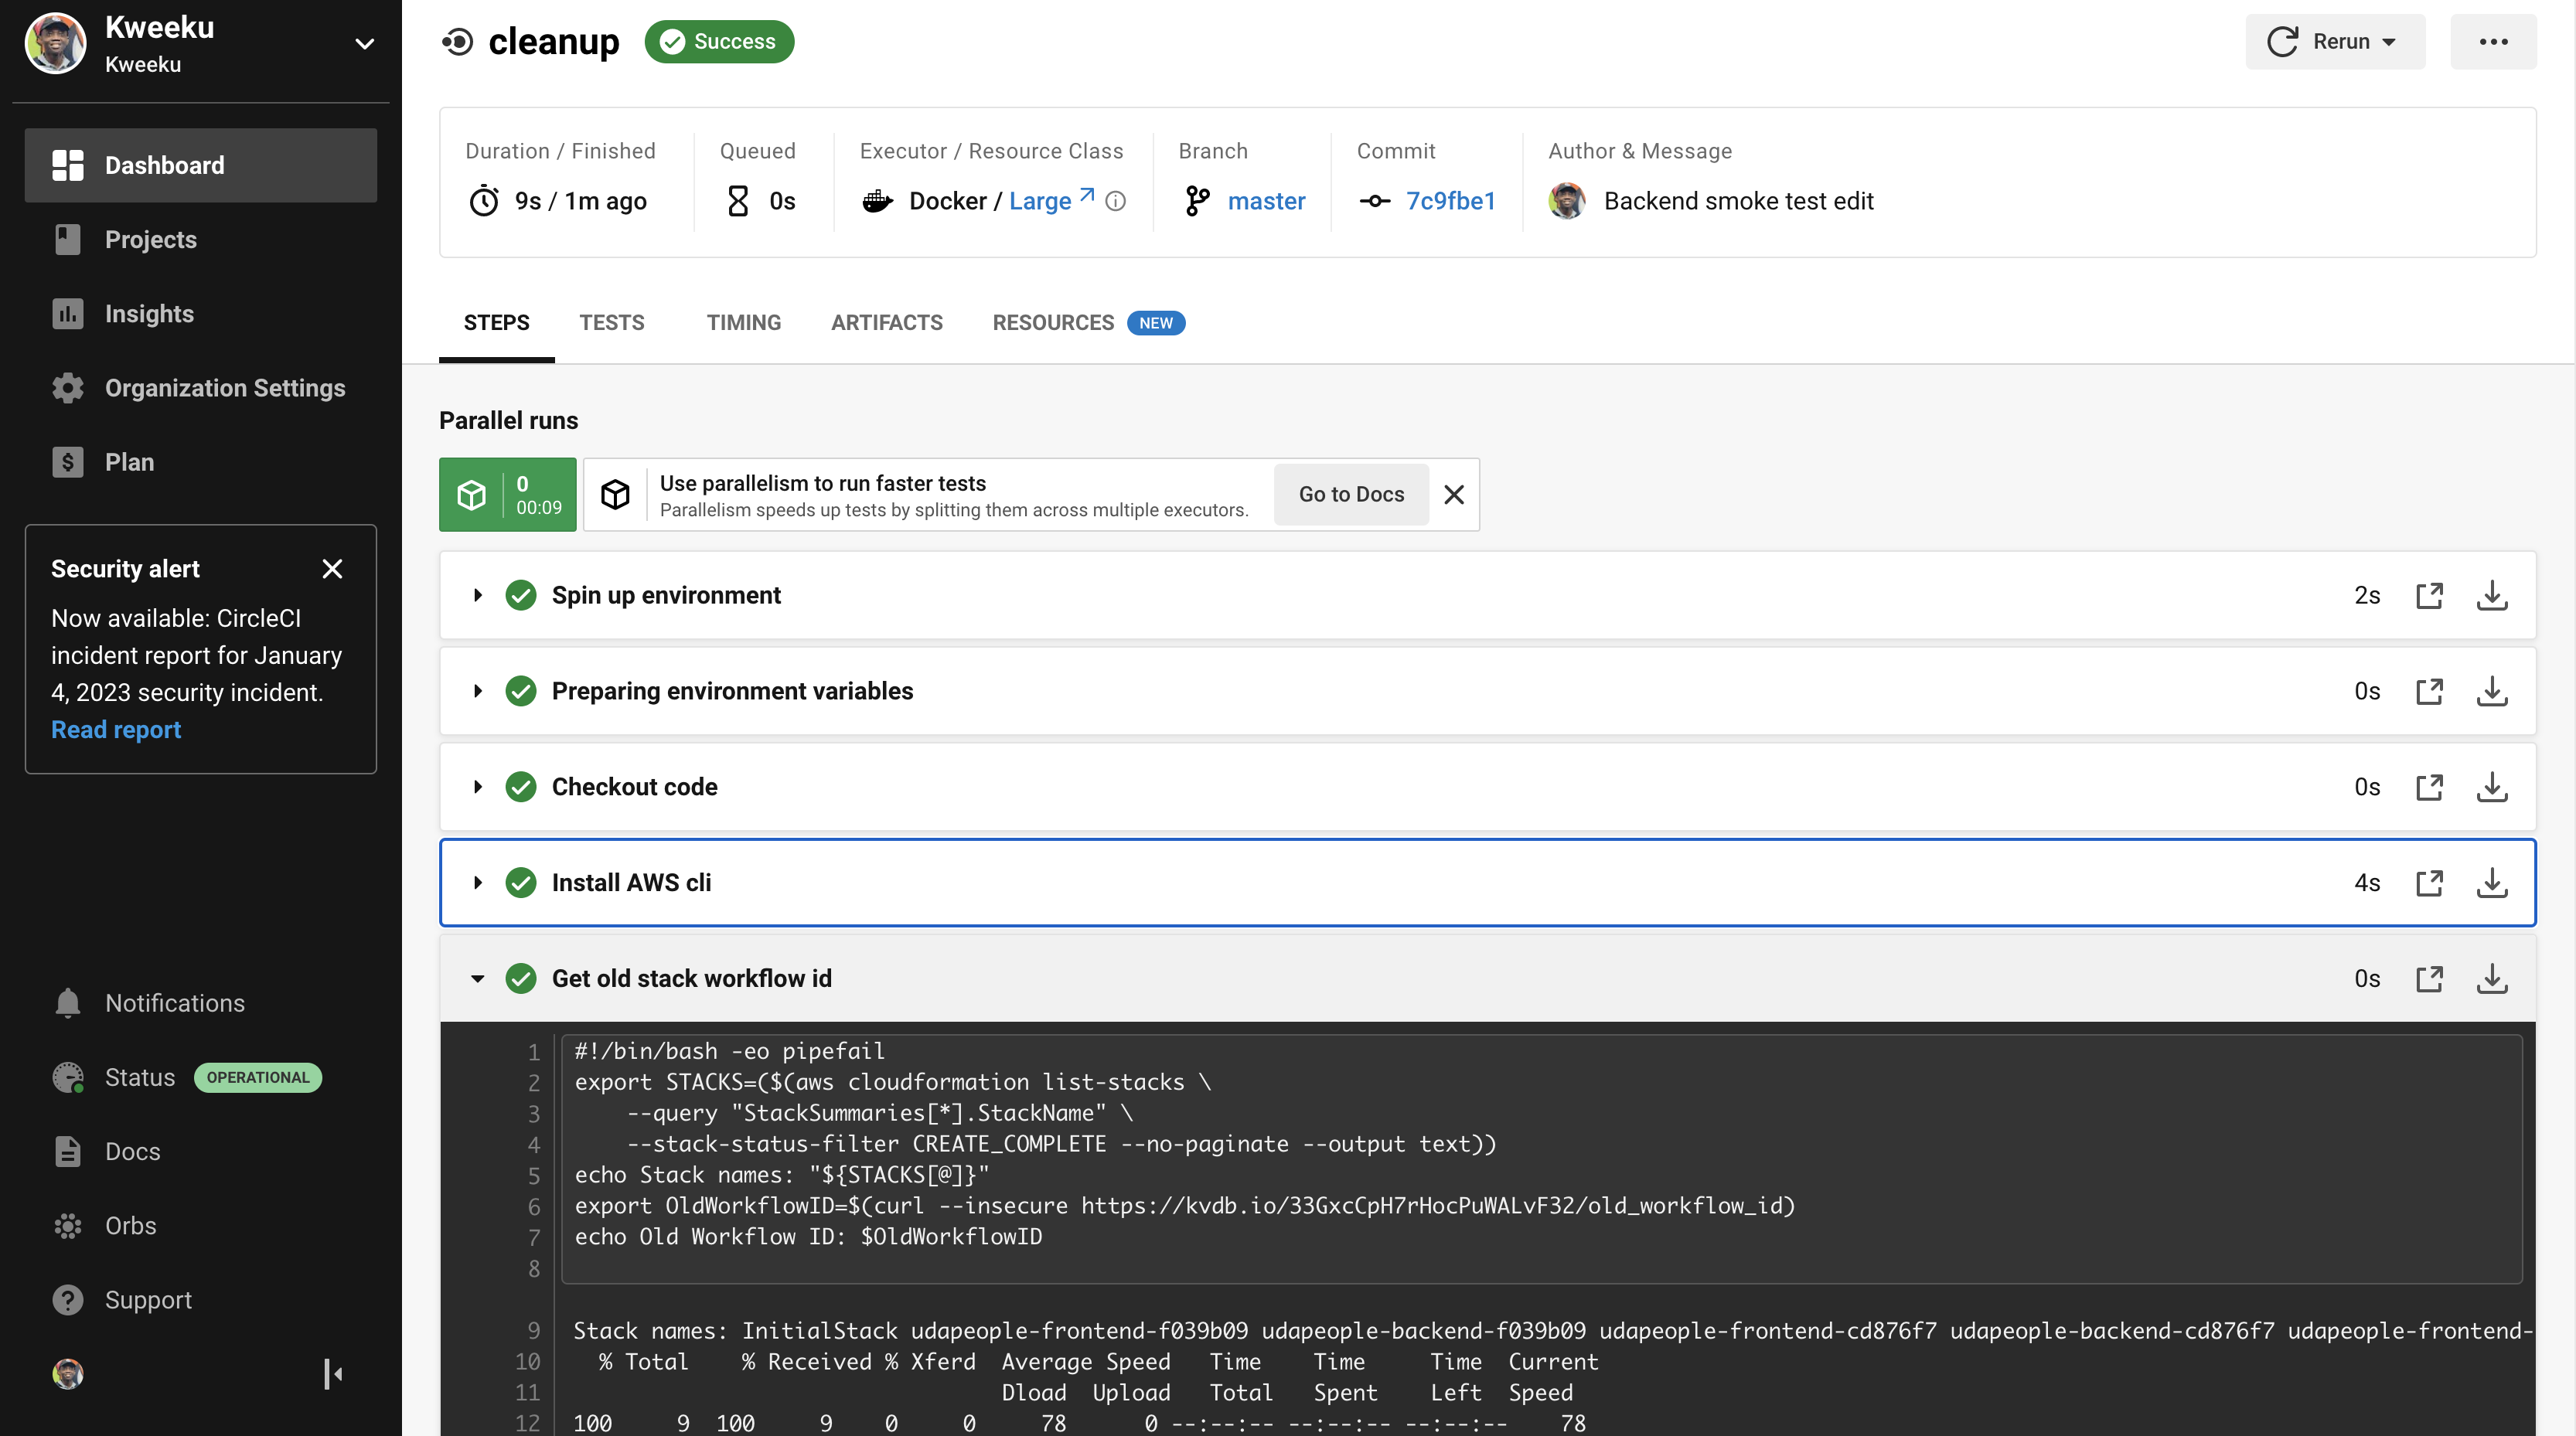 Kweeku
Kweeku
Dashboard
Projects
Insights
Organization Settings
Plan
Security alert
Now available: CircleCI
incident report for January
4, 2023 security incident.
Read report
Notifications
Status OPERATIONAL
Docs
Orbs
Support
cleanup Success
Rerun
Duration / Finished
9s / 1m ago
Queued
0s
Executor / Resource Class
Docker / Large
Branch
master
Commit
7c9fbe1
Author & Message
Backend smoke test edit
STEPS TESTS TIMING ARTIFACTS RESOURCES NEW
Parallel runs
0
00:09
Use parallelism to run faster tests
Parallelism speeds up tests by splitting them across multiple executors.
Go to Docs
Spin up environment 2s
Preparing environment variables 0s
Checkout code 0s
Install AWS cli 4s
Get old stack workflow id 0s
1 #!/bin/bash -eo pipefail
2 export STACKS=($(aws cloudformation list-stacks \
3 --query "StackSummaries[*].StackName" \
4 --stack-status-filter CREATE_COMPLETE --no-paginate --output text))
5 echo Stack names: "${STACKS[@]}"
6 export OldWorkflowID=$(curl --insecure https://kvdb.io/33GxcCpH7rHocPuWALvF32/old_workflow_id)
7 echo Old Workflow ID: $OldWorkflowID
8
9 Stack names: InitialStack udapeople-frontend-f039b09 udapeople-backend-f039b09 udapeople-frontend-cd876f7 udapeople-backend-cd876f7 udapeople-frontend-
10 % Total % Received % Xferd Average Speed Time Time Time Current
11 Dload Upload Total Spent Left Speed
12 100 9 100 9 0 0 78 0 --:--:-- --:--:-- --:--:-- 78